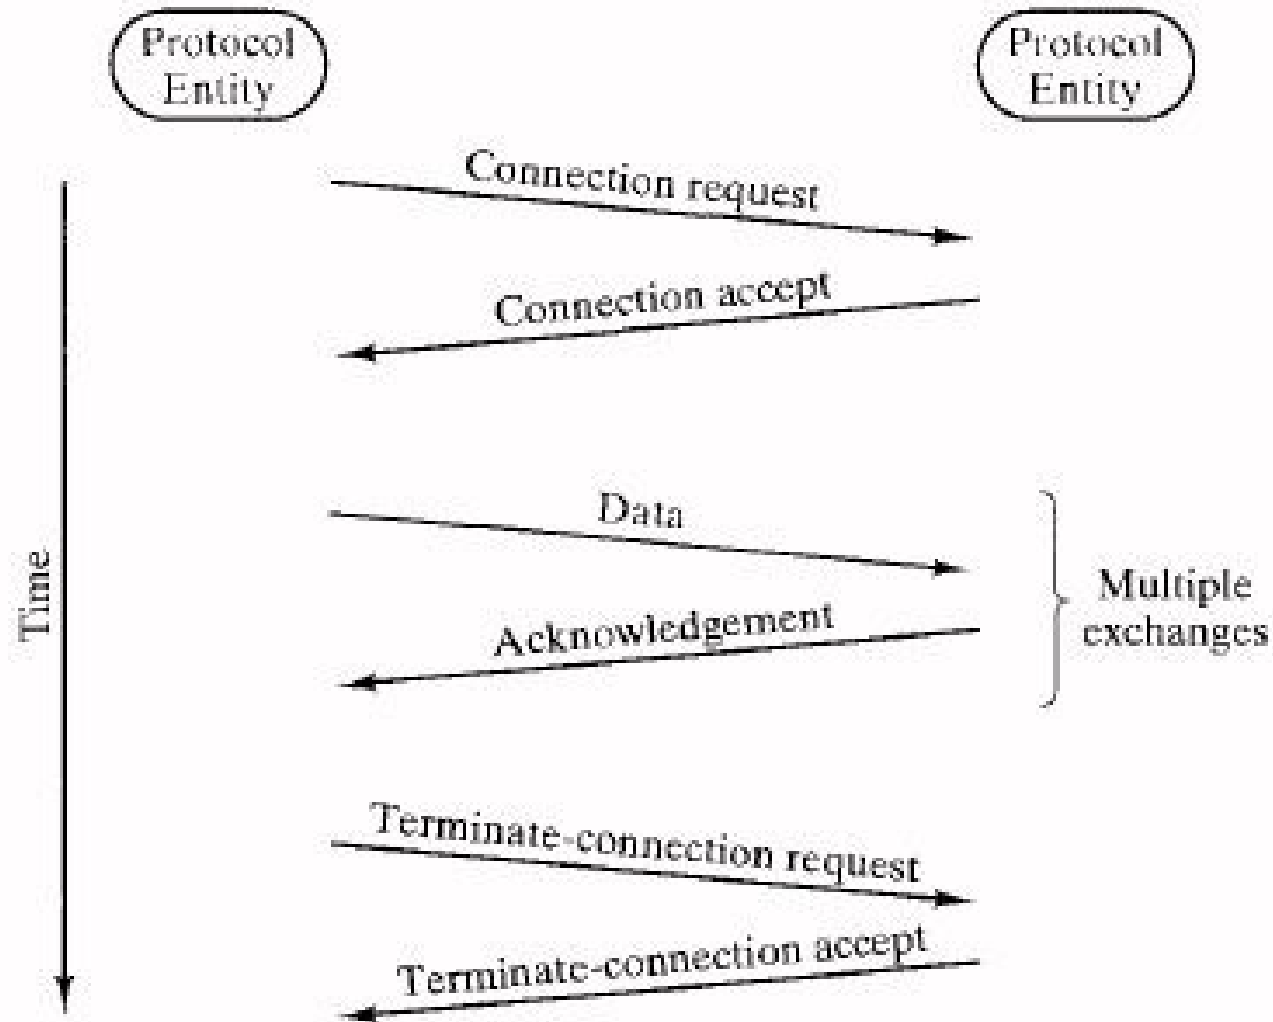 Protocol
Entity
Protocol
Entity
Connection request
Connection accept
Data
Acknowledgement
Multiple
exchanges
Time
Terminate-connection request
Terminate-connection accept